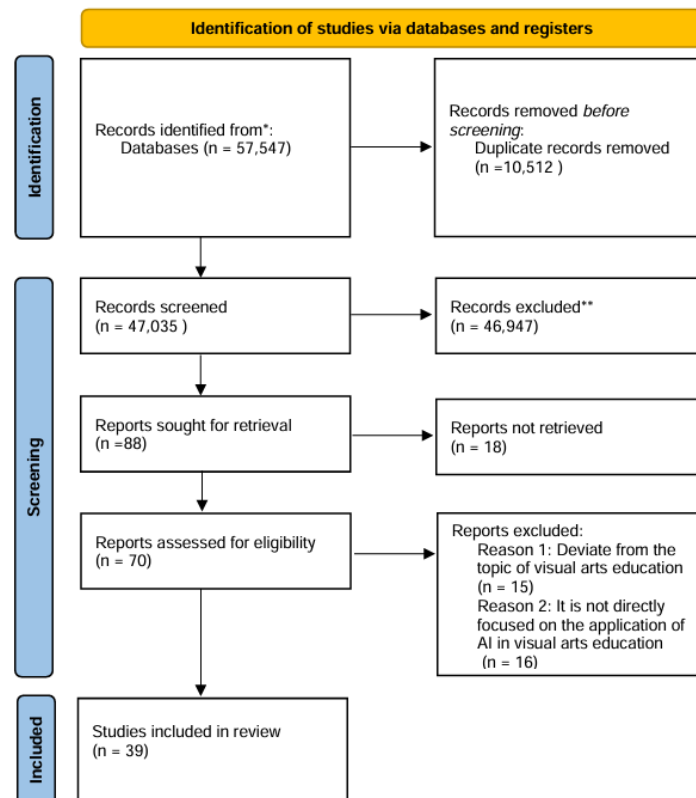 Identification of studies via databases and registers
Identification
Records identified from*:
Databases (n = 57,547)
Records removed before
screening:
Duplicate records removed
(n =10,512 )
Screening
Records screened
(n = 47,035 )
Records excluded**
(n = 46,947)
Reports sought for retrieval
(n =88)
Reports not retrieved
(n = 18)
Reports assessed for eligibility
(n = 70)
Reports excluded:
Reason 1: Deviate from the
topic of visual arts education
(n = 15)
Reason 2: It is not directly
focused on the application of
AI in visual arts education
(n = 16)
Included
Studies included in review
(n = 39)